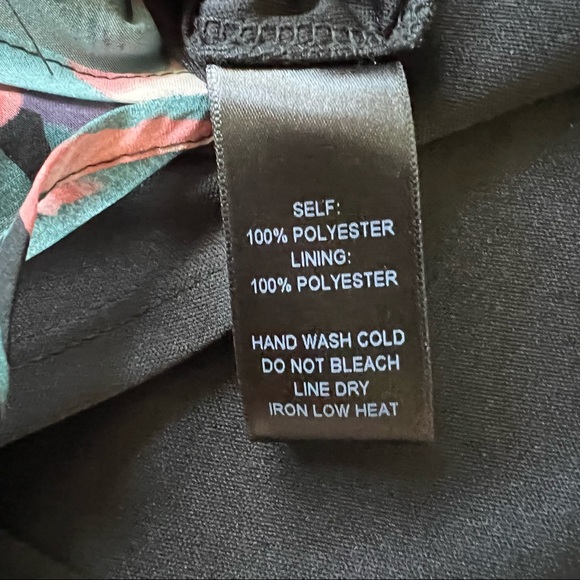 SELF:
100% POLYESTER
LINING:
100% POLYESTER
HAND WASH COLD
DO NOT BLEACH
LINE DRY
IRON LOW HEAT